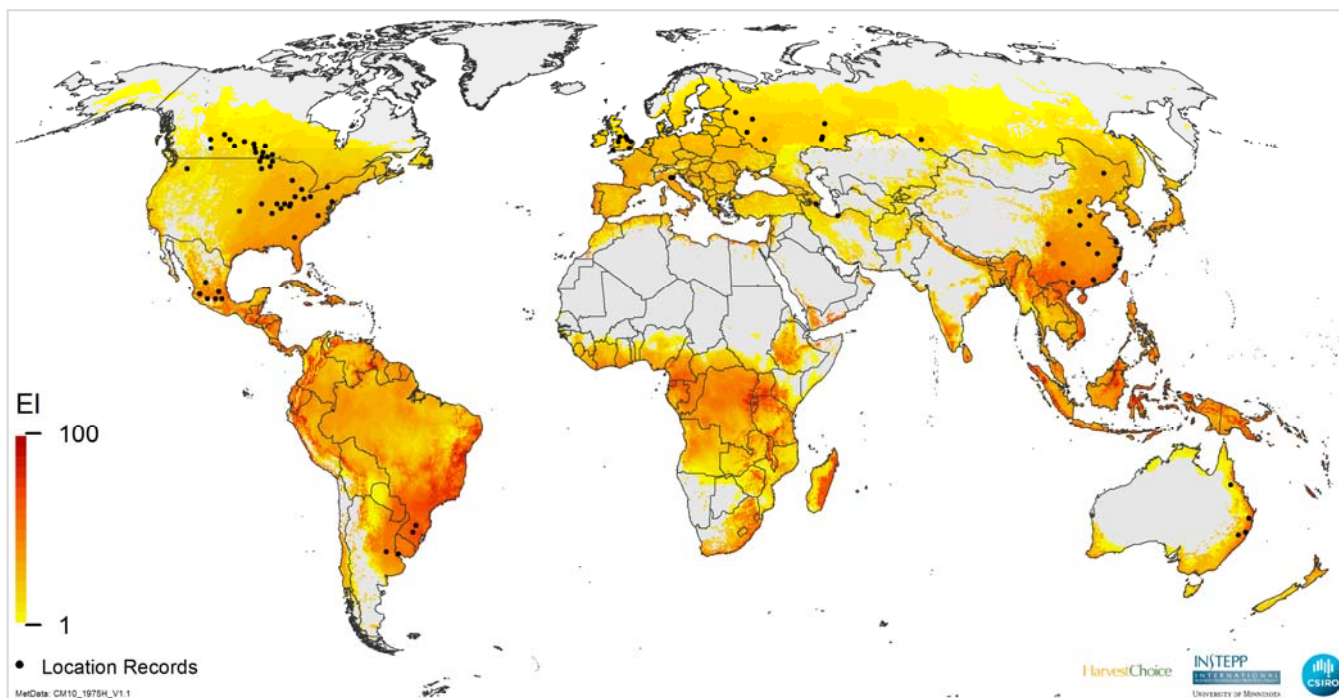 EI
100
1
Location Records
MetData: CM10_1975H_V1.1
HarvestChoice
INSTEPP
INTERNATIONAL
UNIVERSITY OF MINNESOTA
CSIRO